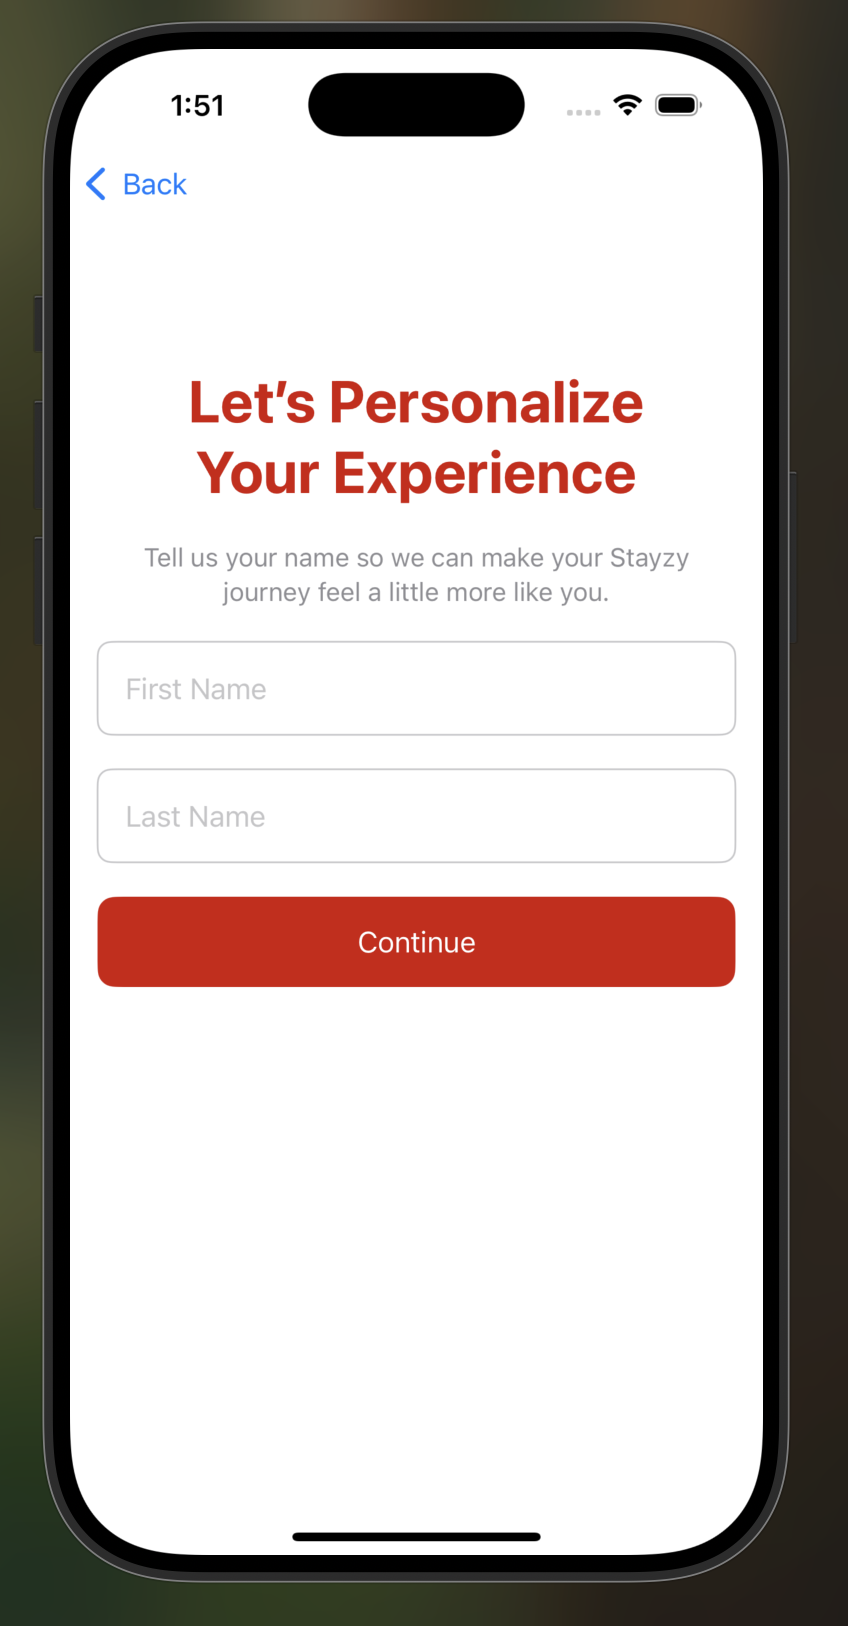 1:51
Back
Let’s Personalize
Your Experience
Tell us your name so we can make your Stayzy
journey feel a little more like you.
First Name
Last Name
Continue